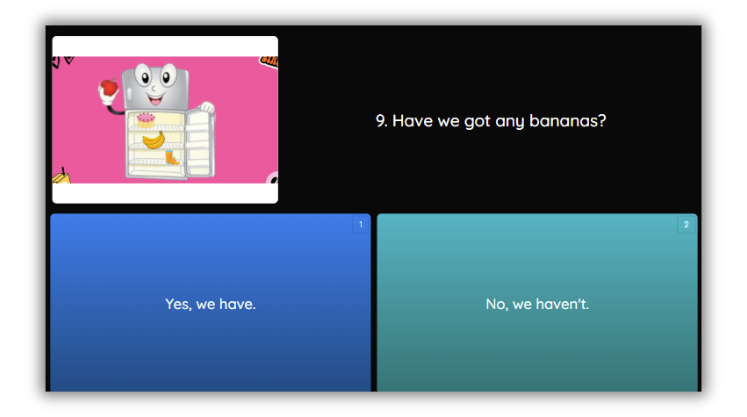 9. Have we got any bananas?
1
Yes, we have.
2
No, we haven't.